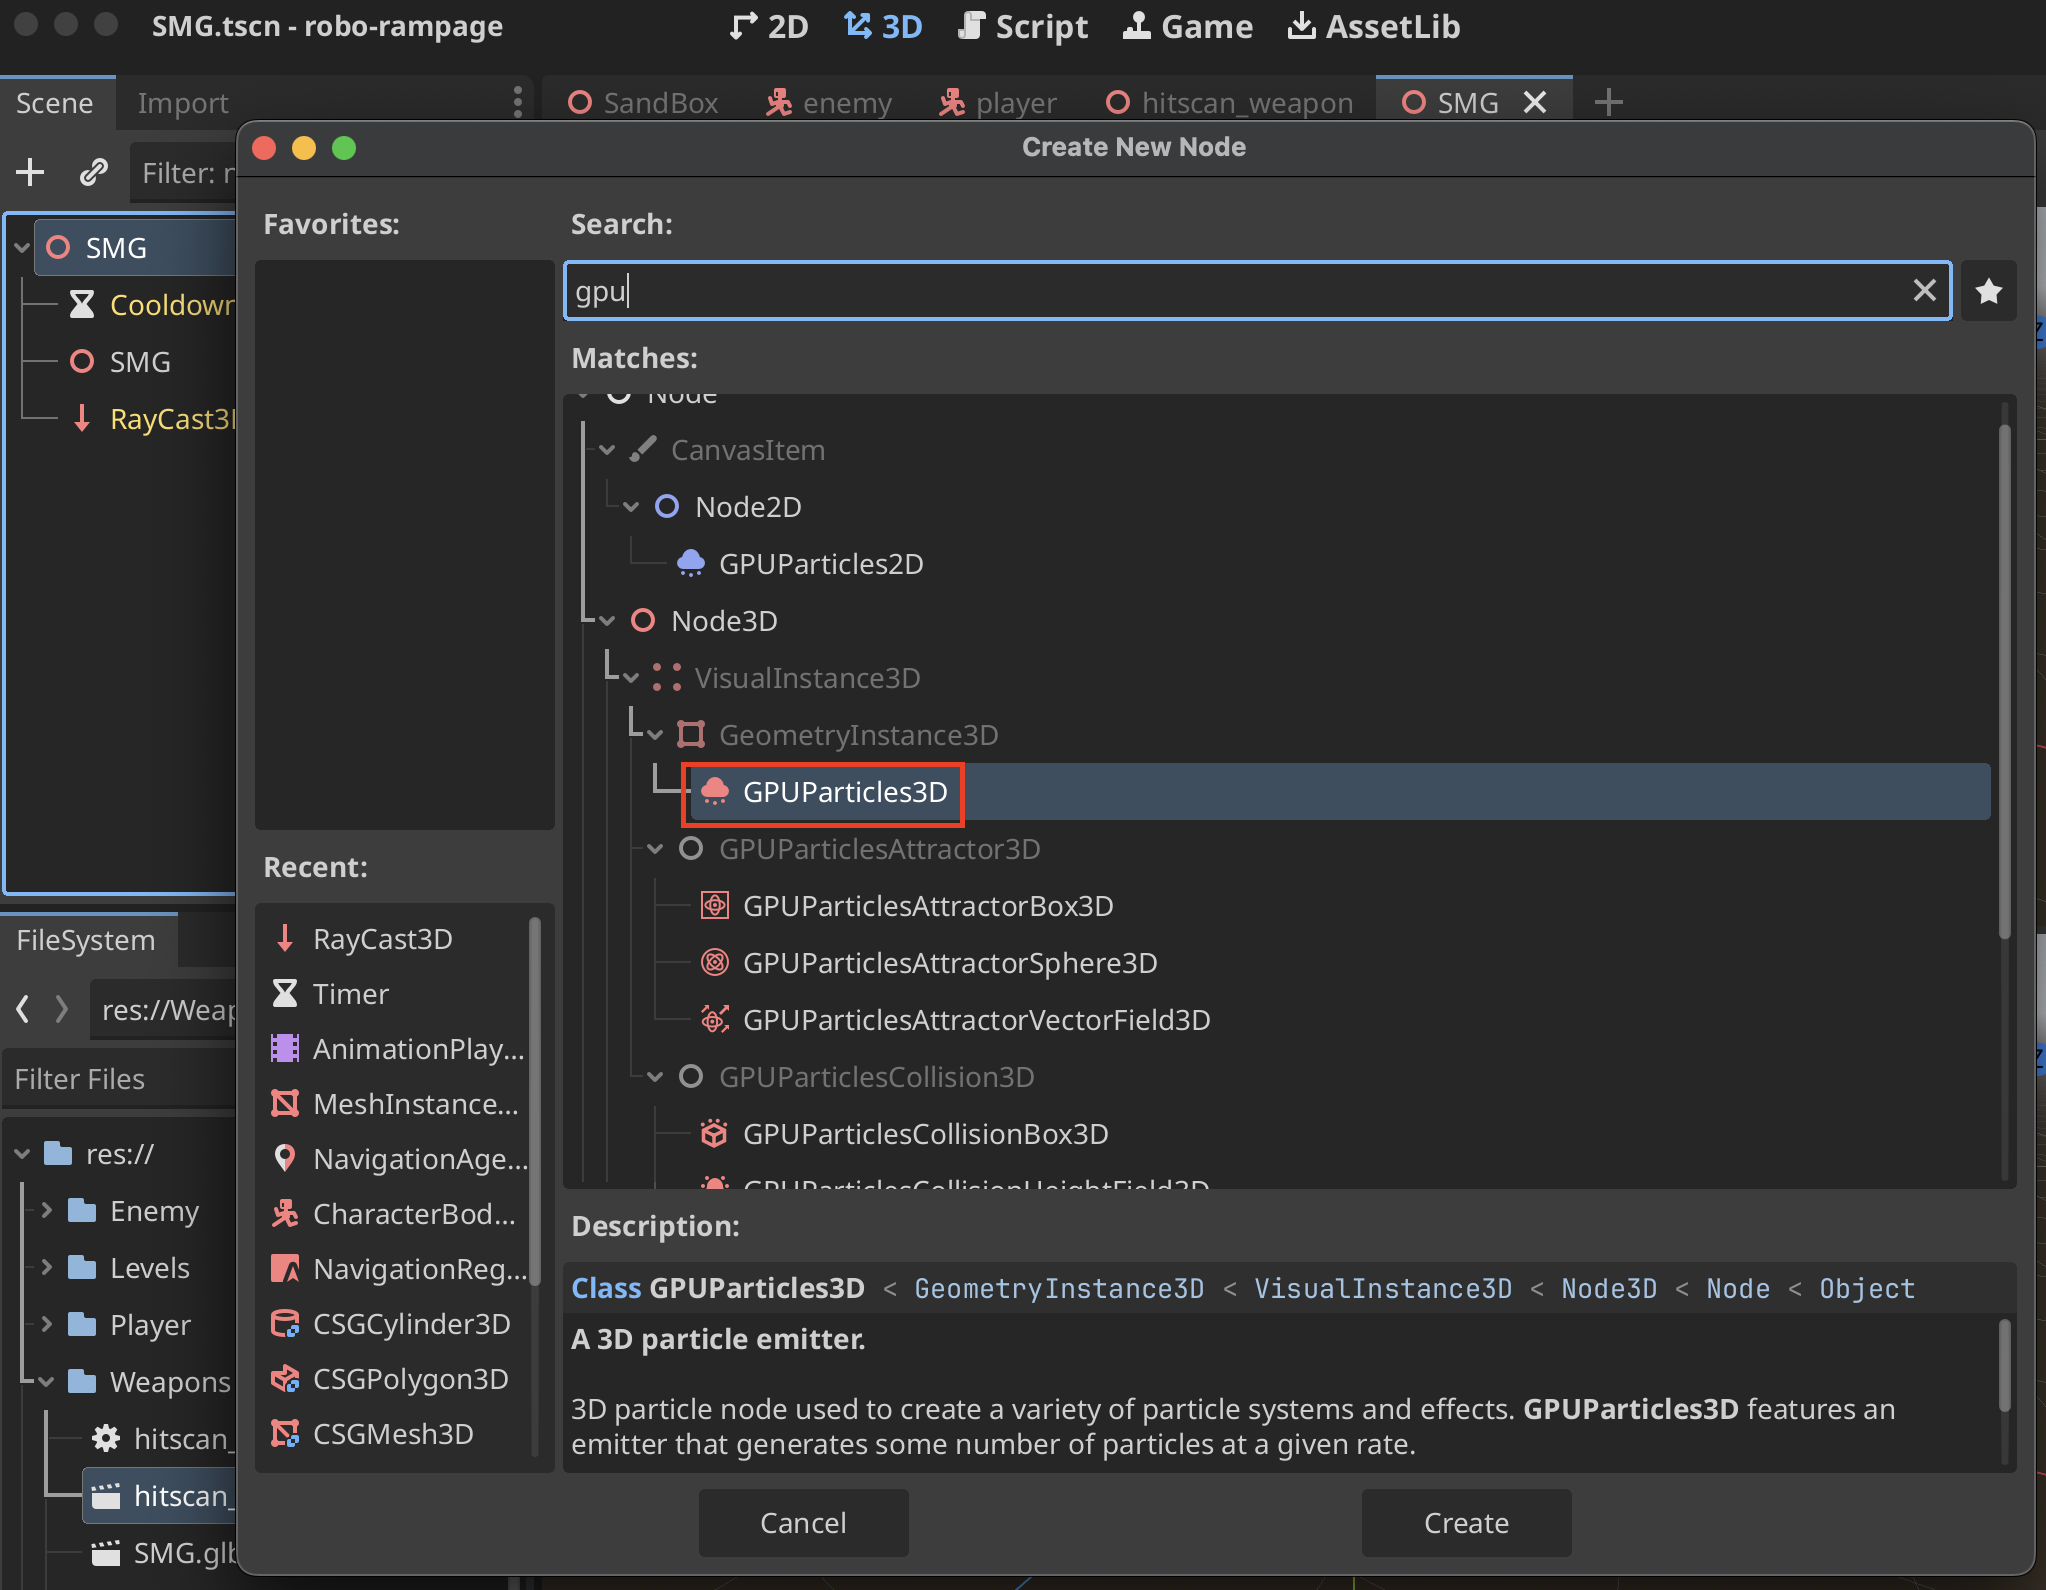 SMG.tscn - robo-rampage
2D
3D
Script
Game
AssetLib
Scene
Import
SandBox
enemy
player
hitscan_weapon
SMG
Create New Node
Filter:
SMG
Cooldown
SMG
RayCast3
Favorites:
Search:
gpu
Matches:
Node
CanvasItem
Node2D
GPUParticles2D
Node3D
VisualInstance3D
GeometryInstance3D
GPUParticles3D
GPUParticlesAttractor3D
GPUParticlesAttractorBox3D
GPUParticlesAttractorSphere3D
GPUParticlesAttractorVectorField3D
GPUParticlesCollision3D
GPUParticlesCollisionBox3D
GPUParticlesCollisionHeightField3D
Recent:
RayCast3D
Timer
AnimationPlay...
MeshInstance...
NavigationAge...
CharacterBod...
NavigationReg...
CSGCylinder3D
CSGPolygon3D
CSGMesh3D
FileSystem
res://Weap
Filter Files
res://
Enemy
Levels
Player
Weapons
hitscan_
hitscan_
SMG.glb
Description:
Class GPUParticles3D < GeometryInstance3D < VisualInstance3D < Node3D < Node < Object
A 3D particle emitter.
3D particle node used to create a variety of particle systems and effects. GPUParticles3D features an
emitter that generates some number of particles at a given rate.
Cancel
Create